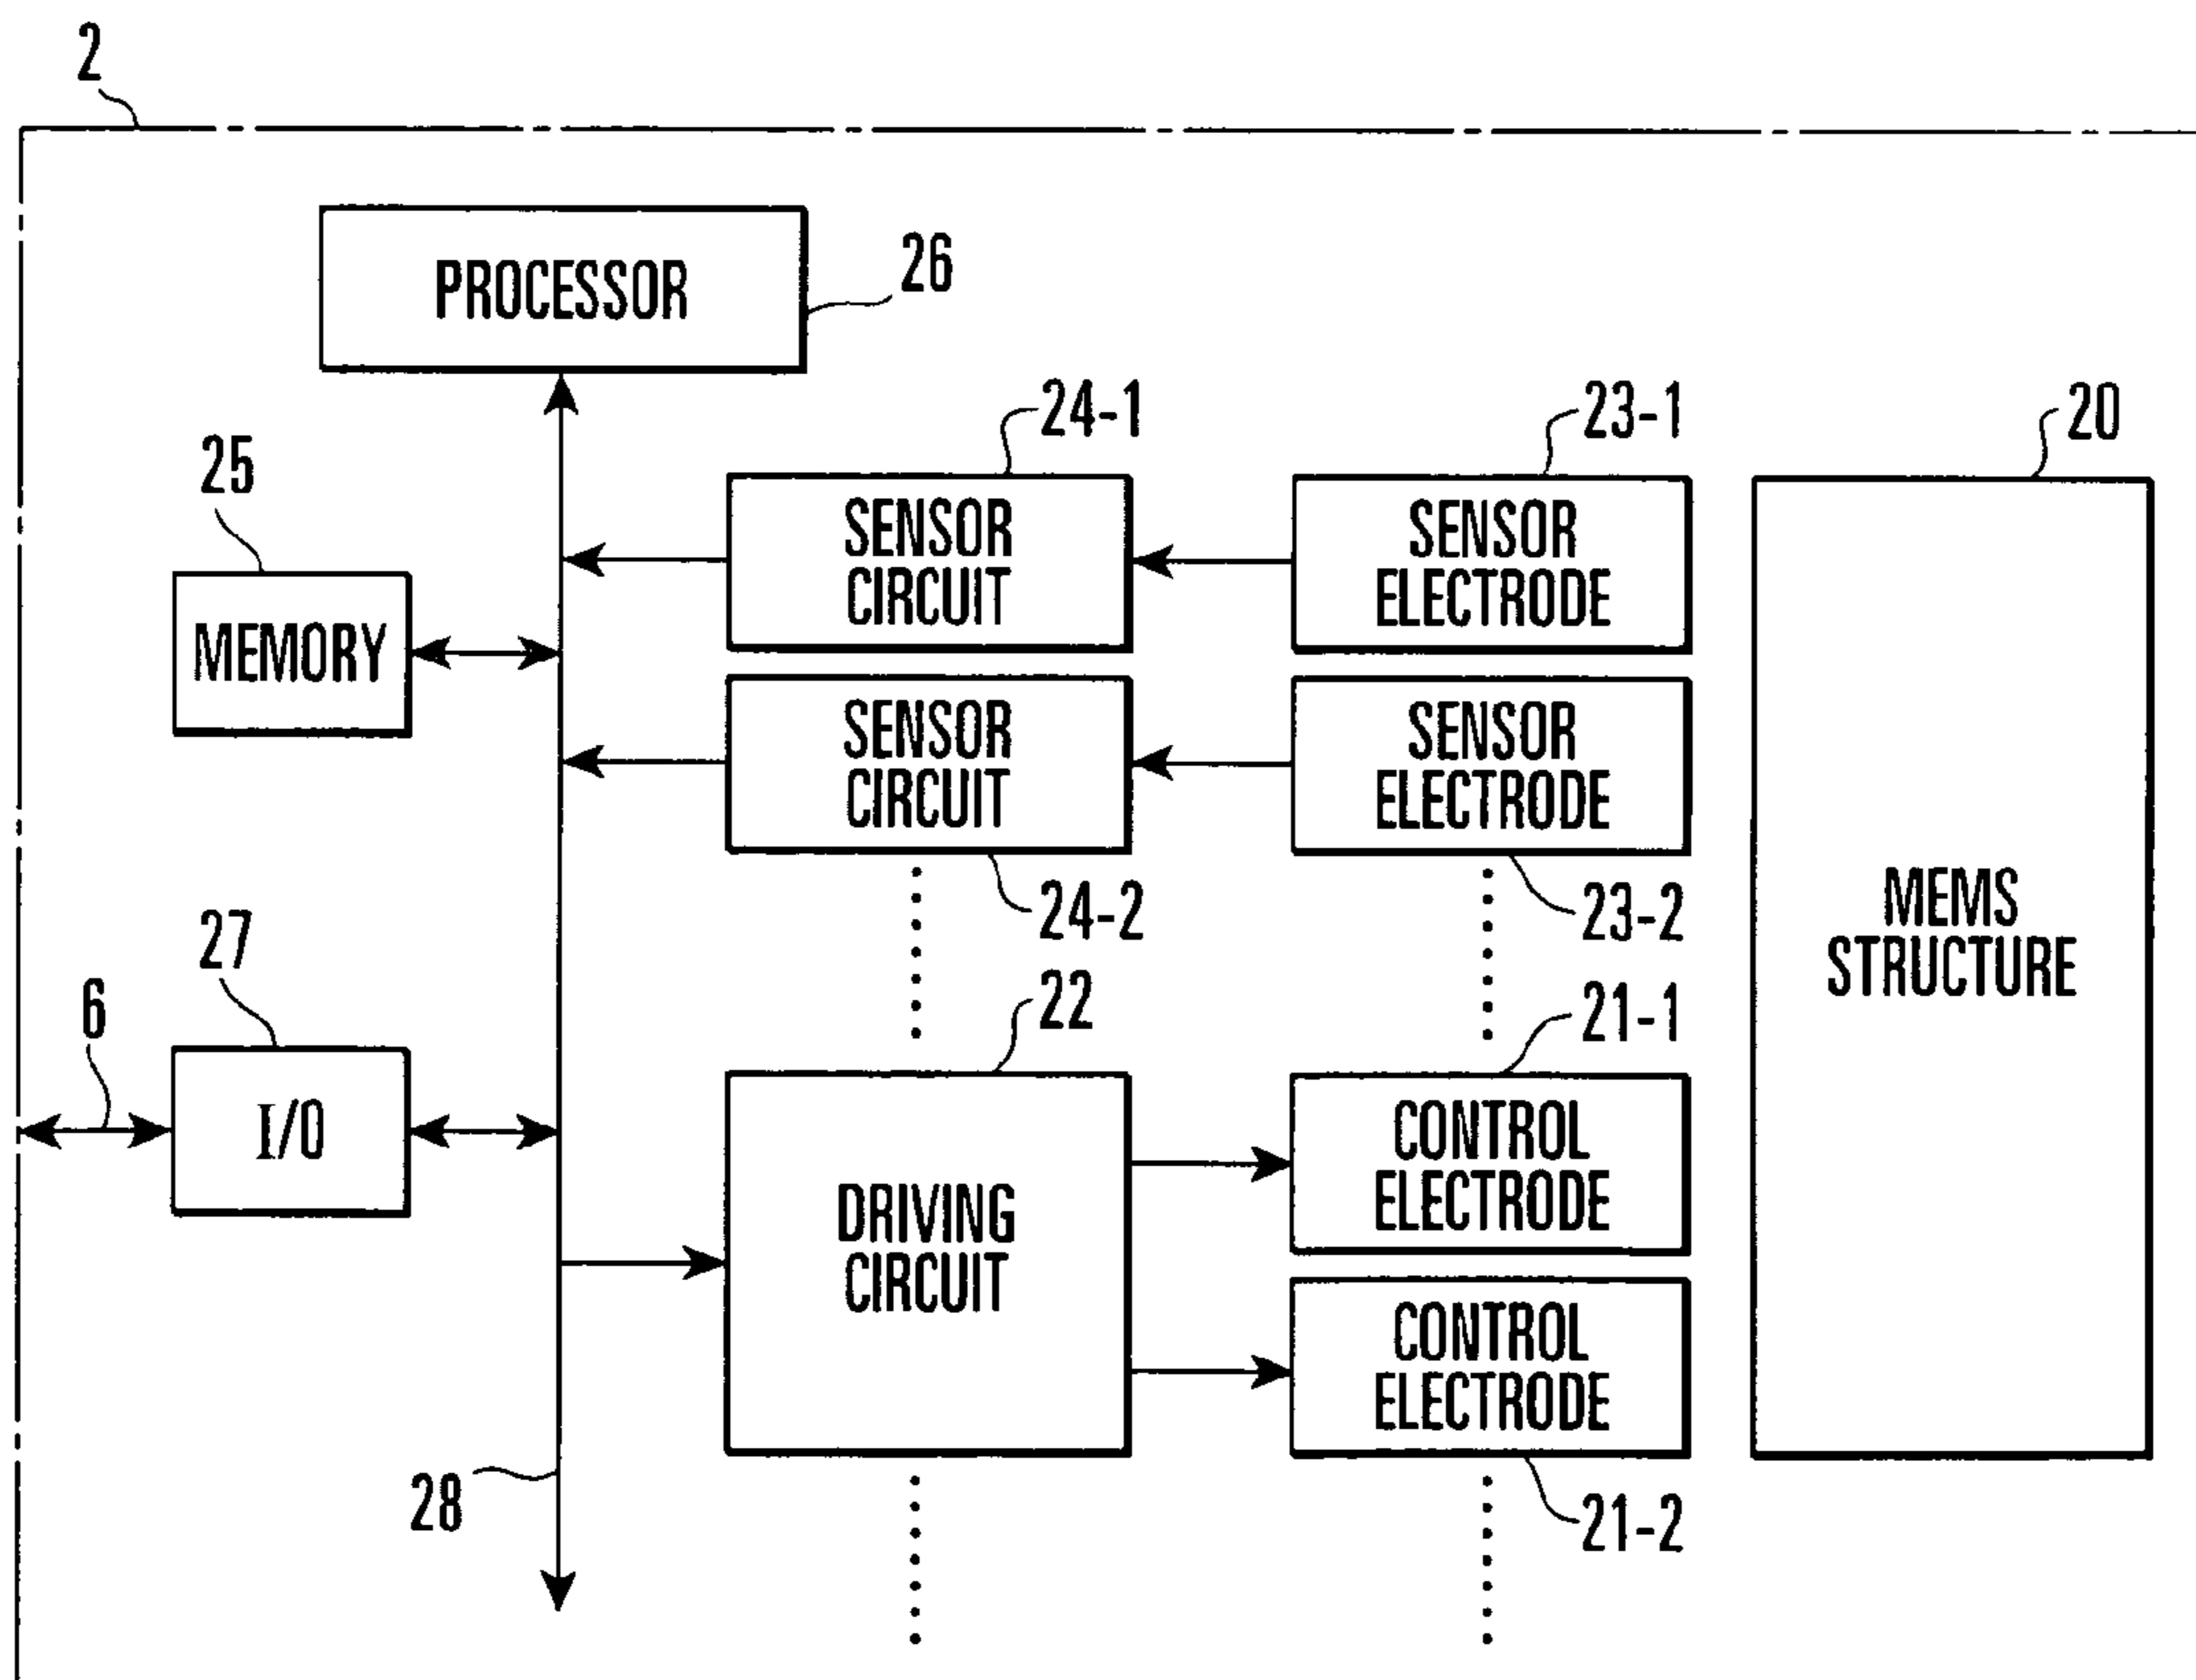 2
PROCESSOR
26
24-1
23-1
20
25
SENSOR
CIRCUIT
SENSOR
ELECTRODE
MEMORY
SENSOR
CIRCUIT
SENSOR
ELECTRODE
MEMS
STRUCTURE
24-2
23-2
27
22
21-1
6
I/O
CONTROL
ELECTRODE
DRIVING
CIRCUIT
CONTROL
ELECTRODE
28
21-2